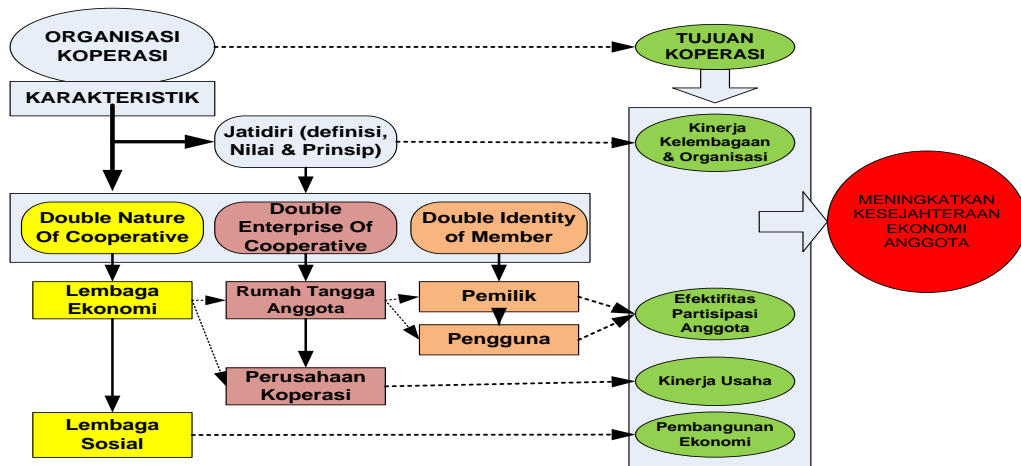 ORGANISASI
KOPERASI
TUJUAN
KOPERASI
KARAKTERISTIK
Jatidiri (definisi,
Nilai & Prinsip)
Kinerja
Kelembagaan
& Organisasi
Double Nature
Of Cooperative
Double
Enterprise Of
Cooperative
Double Identity
of Member
MENINGKATKAN
KESEJAHTERAAN
EKONOMI
ANGGOTA
Lembaga
Ekonomi
Rumah Tangga
Anggota
Pemilik
Pengguna
Efektifitas
Partisipasi
Anggota
Perusahaan
Koperasi
Kinerja Usaha
Lembaga
Sosial
Pembangunan
Ekonomi